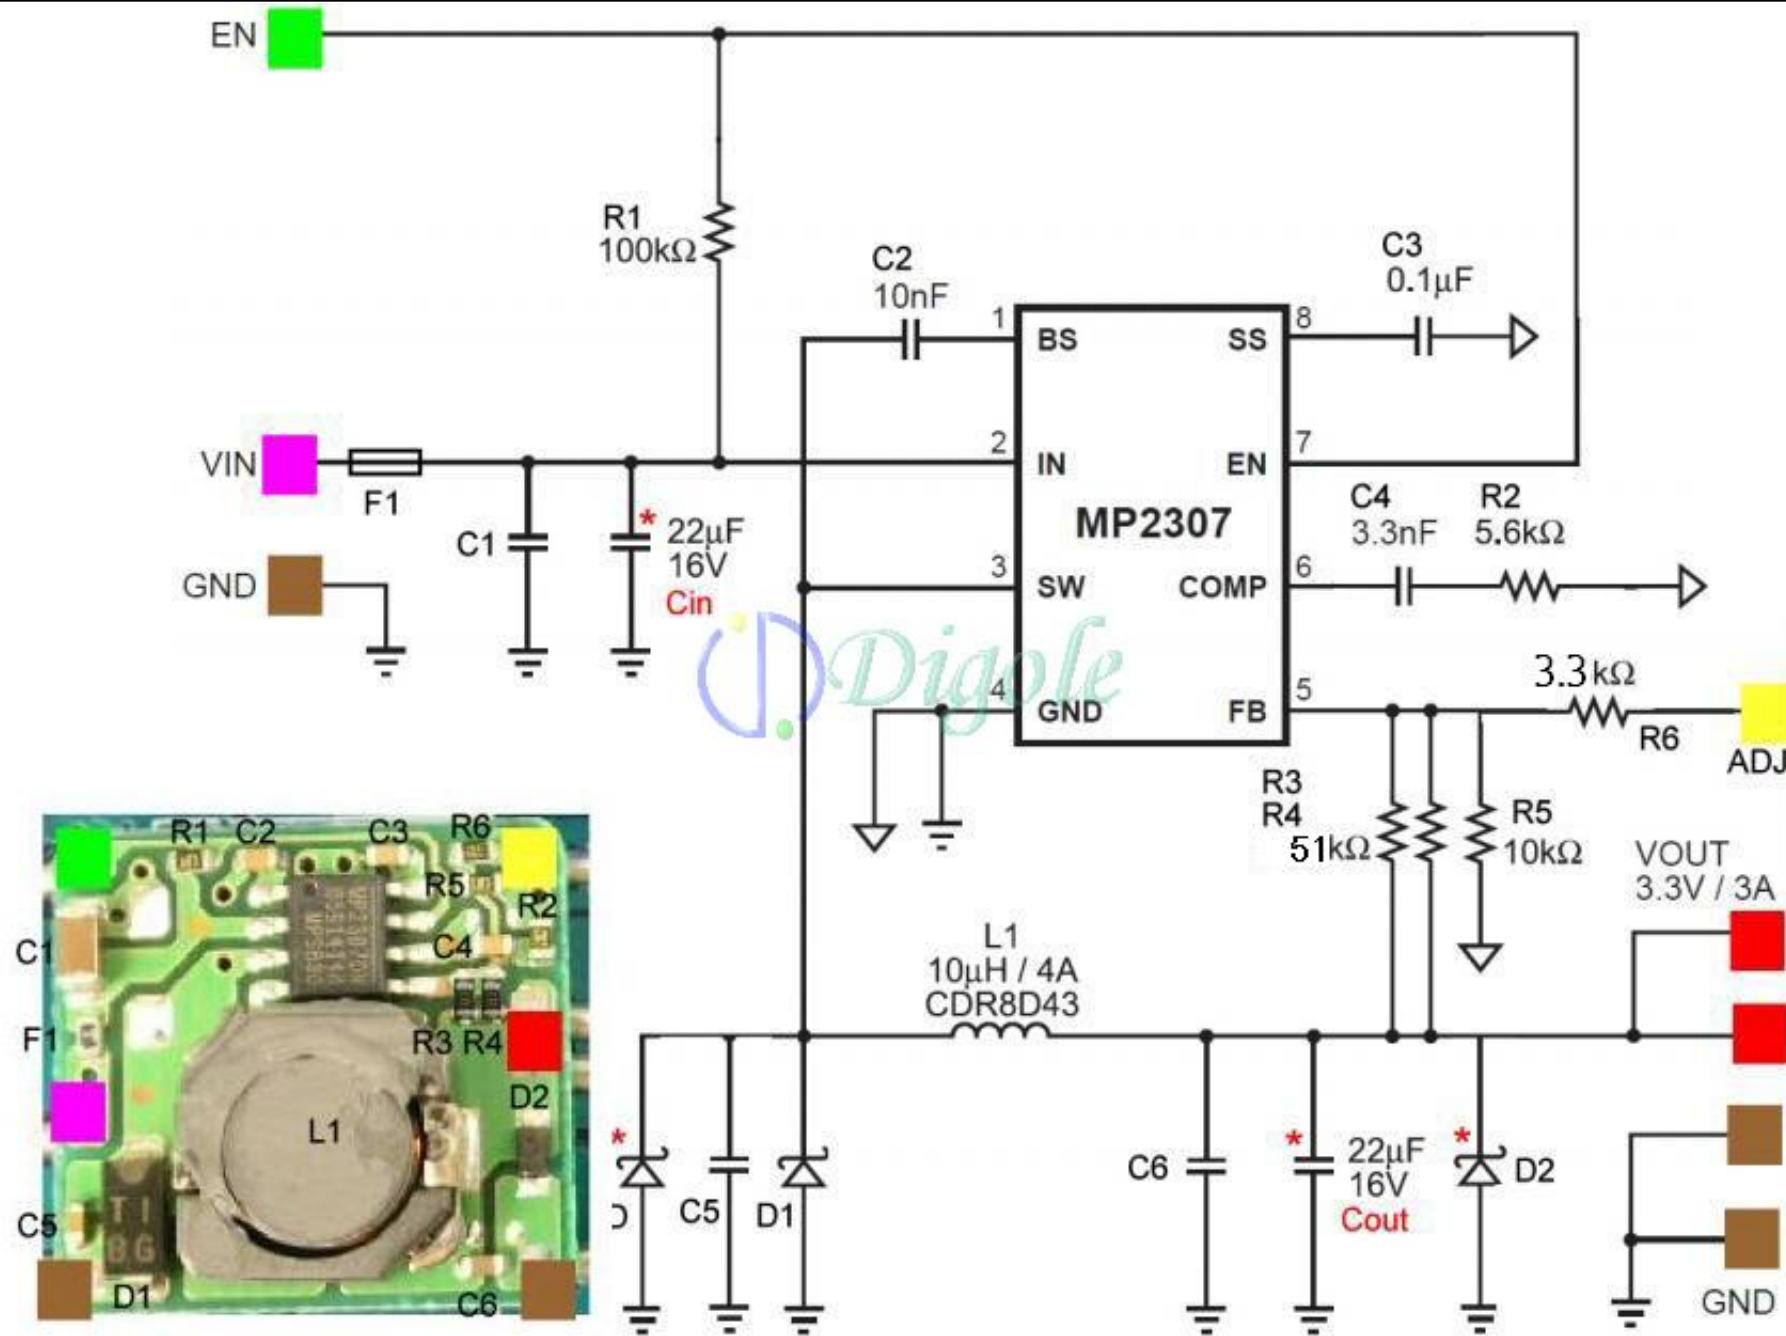 EN
R1
100kΩ
C2
10nF
C3
0.1µF
1
BS
SS
8
VIN
F1
2
IN
EN
7
C1
*
22µF
16V
Cin
MP2307
C4
3.3nF
R2
5.6kΩ
GND
3
SW
COMP
6
Digole
4
GND
FB
5
3.3kΩ
R6
ADJ
R3
R4
51kΩ
R5
10kΩ
VOUT
3.3V / 3A
L1
10µH / 4A
CDR8D43
*
C5
D1
C6
*
22µF
16V
Cout
*
D2
GND
R1
C2
C3
R6
R5
R2
C1
C4
F1
R3
R4
D2
L1
C5
TI
BG
D1
C6